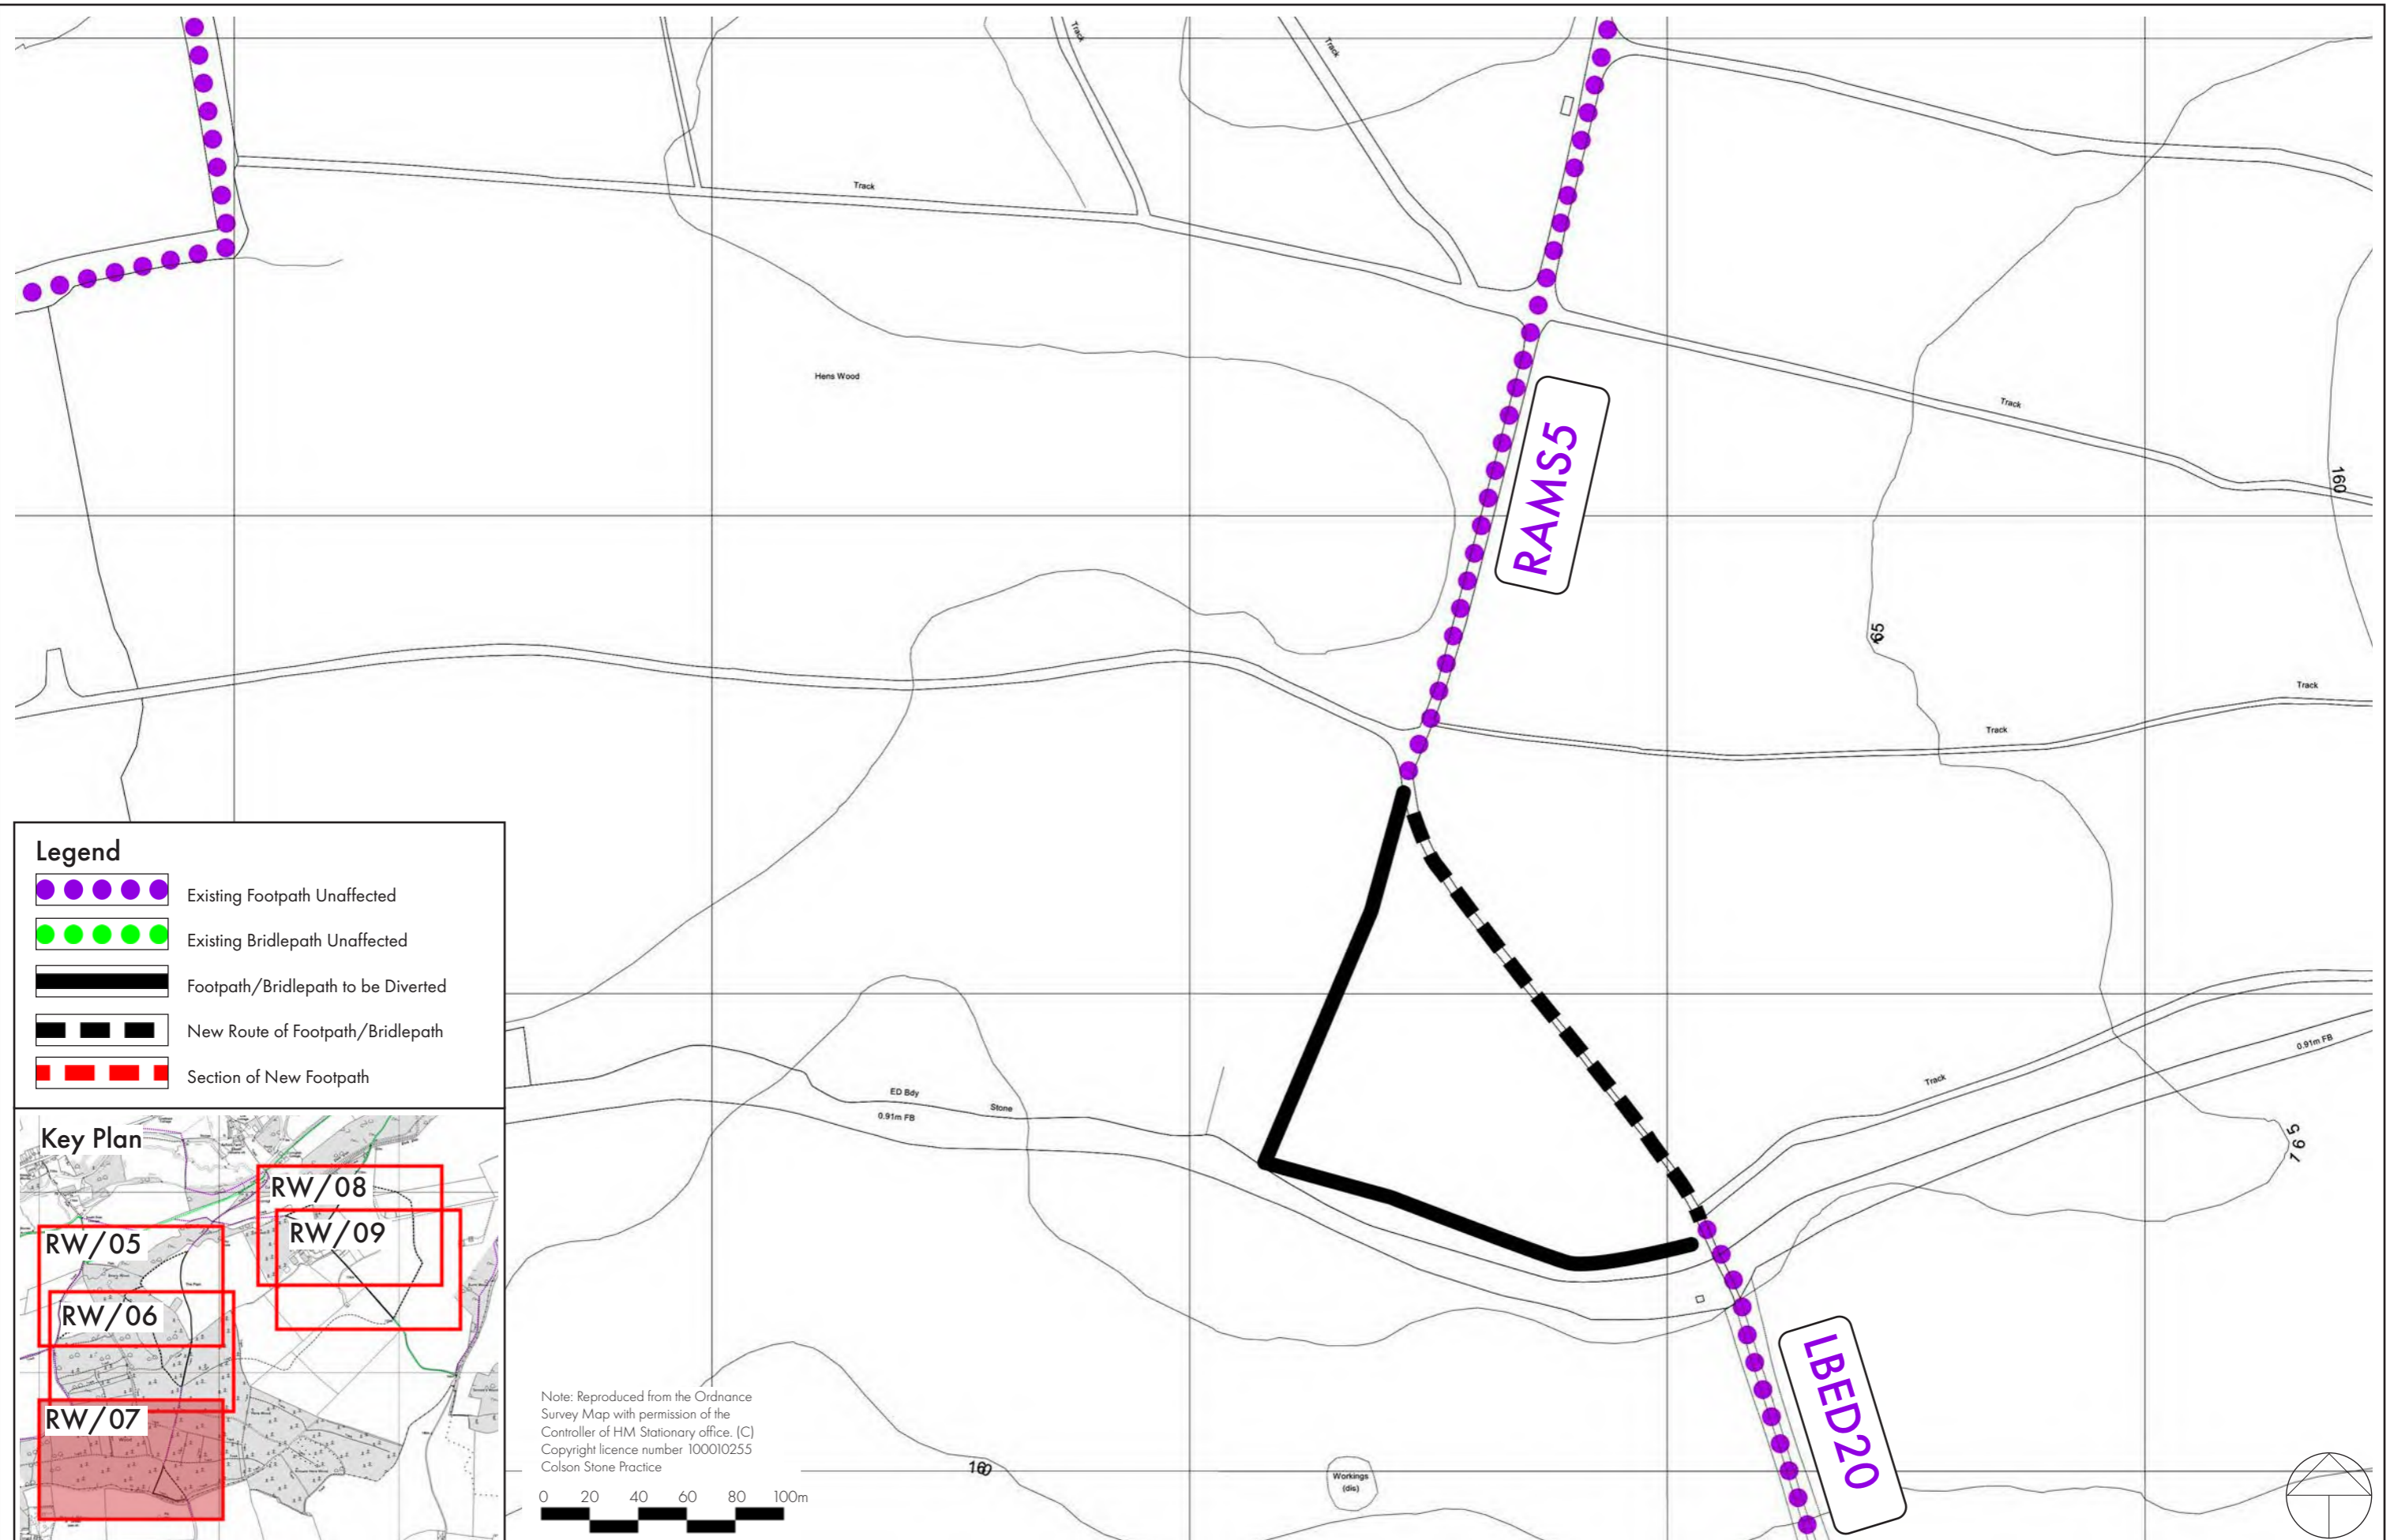 Track
Track
Track
Hens Wood
RAMS5
Track
160
65
Track
Track
Legend
Existing Footpath Unaffected
Existing Bridlepath Unaffected
Footpath/Bridlepath to be Diverted
New Route of Footpath/Bridlepath
Section of New Footpath
ED Bdy
Stone
0.91m FB
Track
0.91m FB
165
Key Plan
RW/08
RW/09
RW/05
RW/06
RW/07
LBED20
Note: Reproduced from the Ordnance
Survey Map with permission of the
Controller of HM Stationary office. (C)
Copyright licence number 100010255
Colson Stone Practice
160
Workings
(dis)
0 20 40 60 80 100m